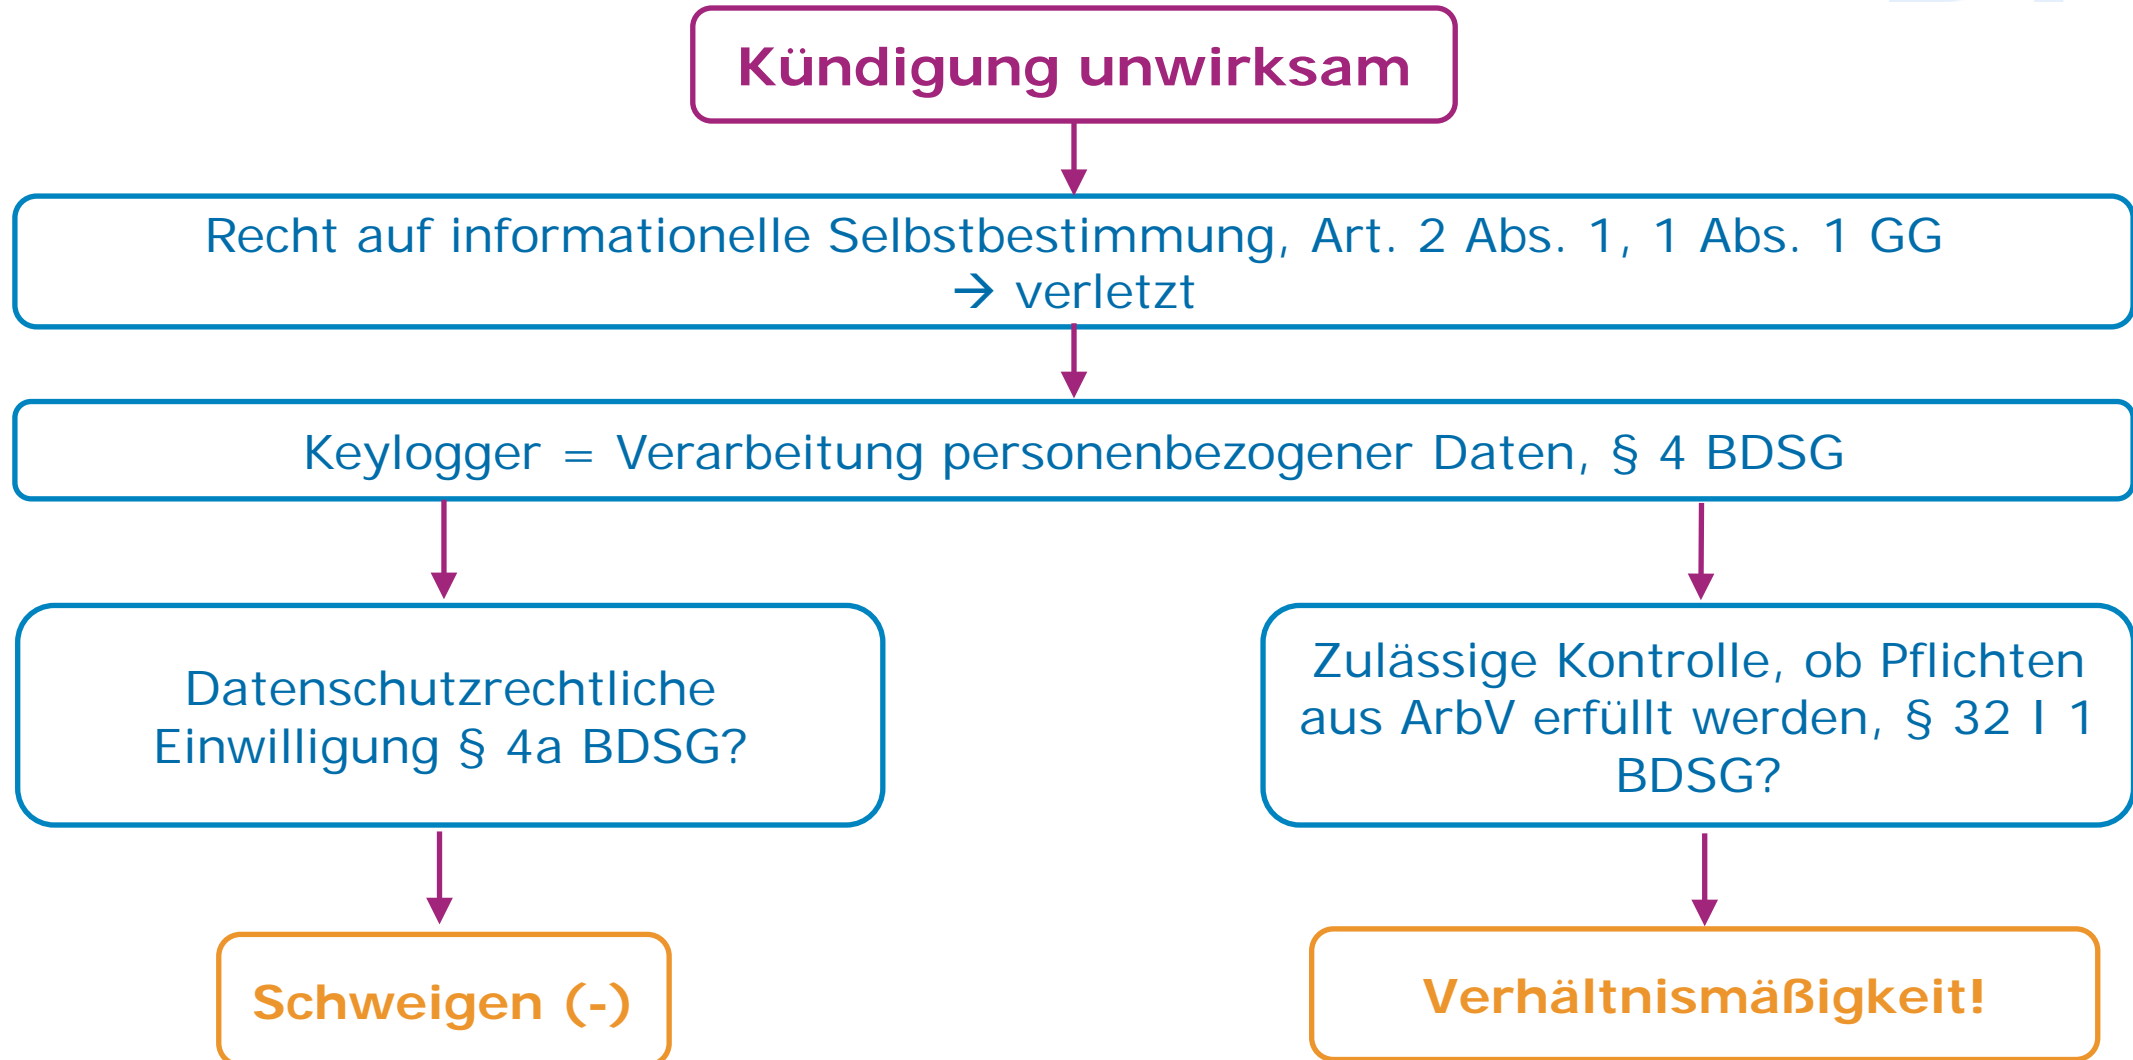 Kündigung unwirksam
Recht auf informationelle Selbstbestimmung, Art. 2 Abs. 1, 1 Abs. 1 GG
→ verletzt
Keylogger = Verarbeitung personenbezogener Daten, § 4 BDSG
Datenschutzrechtliche
Einwilligung § 4a BDSG?
Zulässige Kontrolle, ob Pflichten
aus ArbV erfüllt werden, § 32 I 1
BDSG?
Schweigen (-)
Verhältnismäßigkeit!